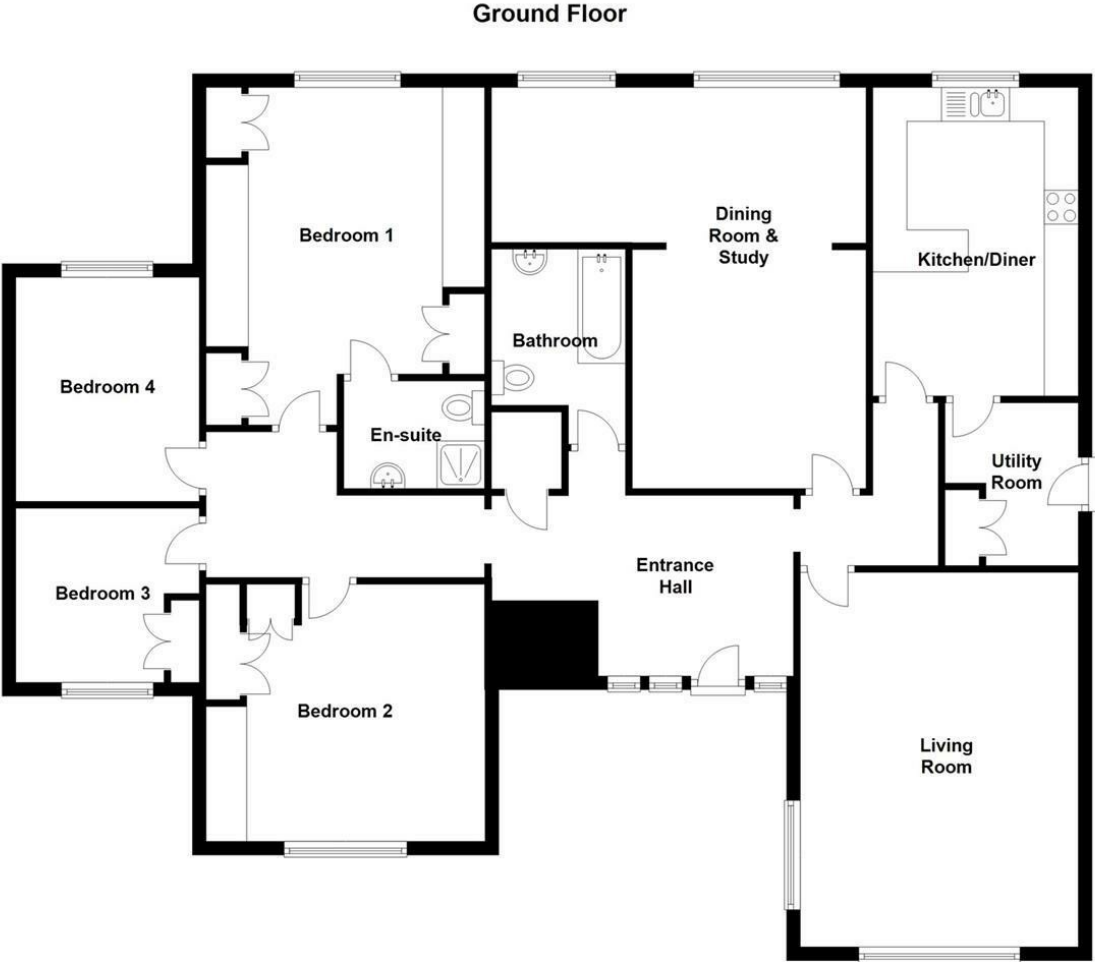 Ground Floor
Bedroom 1
Dining
Room &
Study
Kitchen/Diner
Bathroom
Bedroom 4
En-suite
Utility
Room
Entrance
Hall
Bedroom 3
Bedroom 2
Living
Room